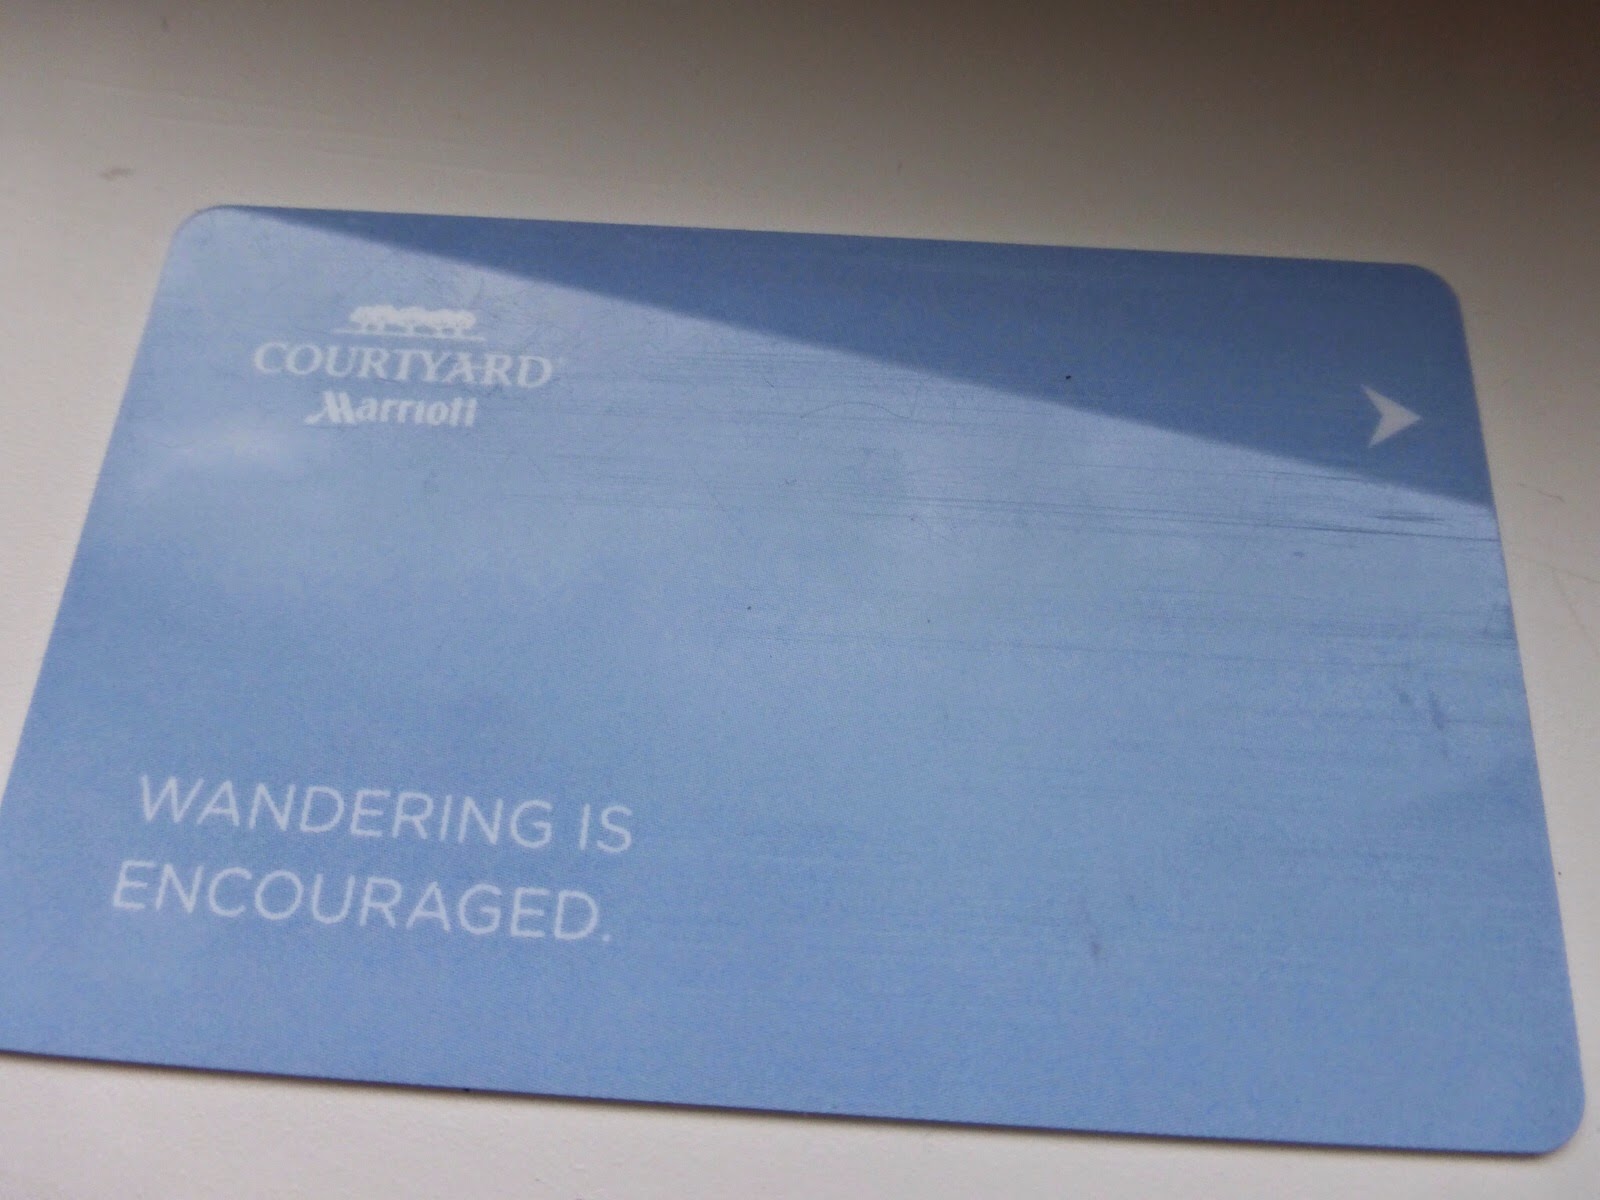 COURTYARD
Marriott
WANDERING IS
ENCOURAGED.